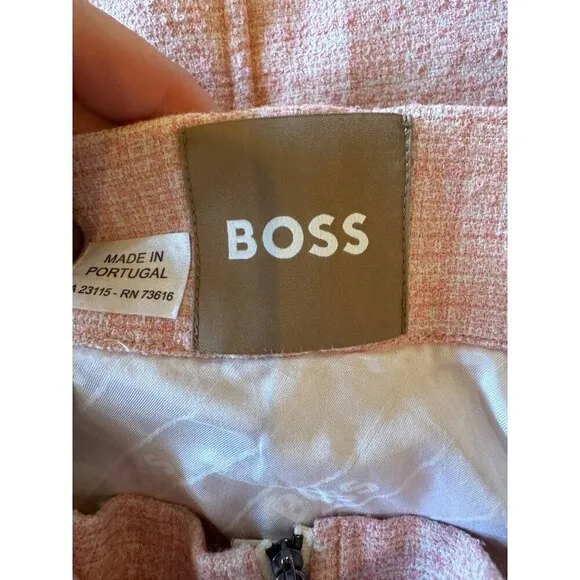 BOSS
MADE IN
PORTUGAL
A 23115 - RN 73616